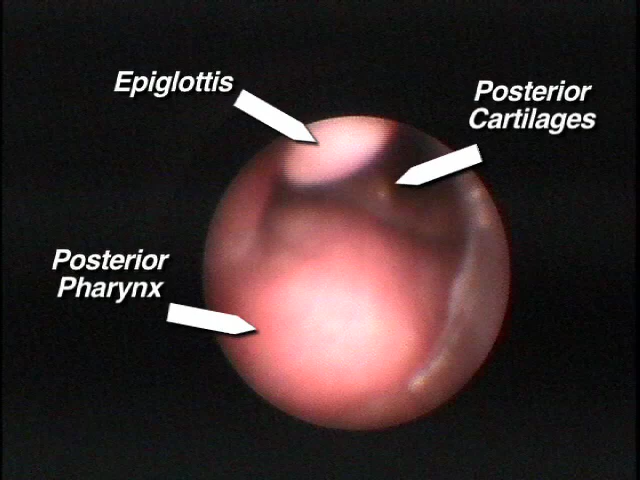 Epiglottis
Posterior
Cartilages
Posterior
Pharynx